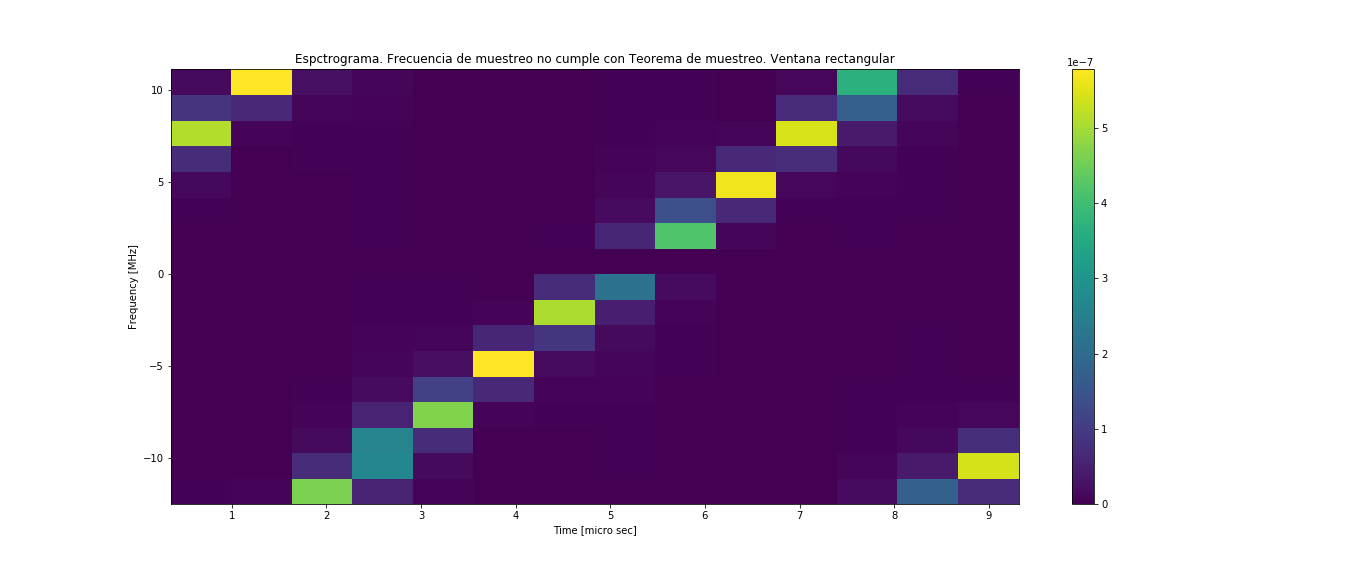 Espctrograma. Frecuencia de muestreo no cumple con Teorema de muestreo. Ventana rectangular
1e−7
10
5
0
−5
−10
Frequency [MHz]
1 2 3 4 5 6 7 8 9
Time [micro sec]
5
4
3
2
1
0